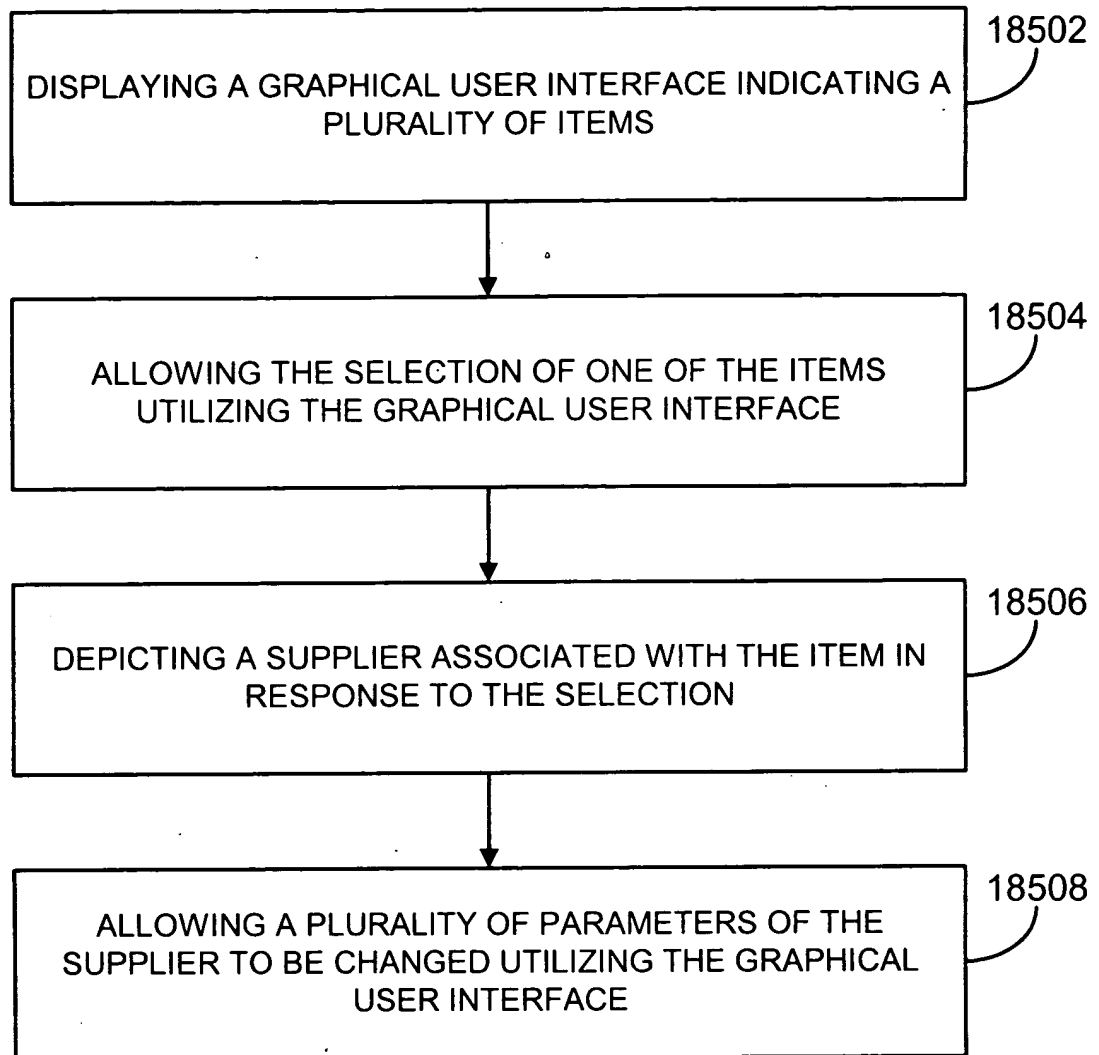 18502
DISPLAYING A GRAPHICAL USER INTERFACE INDICATING A
PLURALITY OF ITEMS
18504
ALLOWING THE SELECTION OF ONE OF THE ITEMS
UTILIZING THE GRAPHICAL USER INTERFACE
18506
DEPICTING A SUPPLIER ASSOCIATED WITH THE ITEM IN
RESPONSE TO THE SELECTION
18508
ALLOWING A PLURALITY OF PARAMETERS OF THE
SUPPLIER TO BE CHANGED UTILIZING THE GRAPHICAL
USER INTERFACE